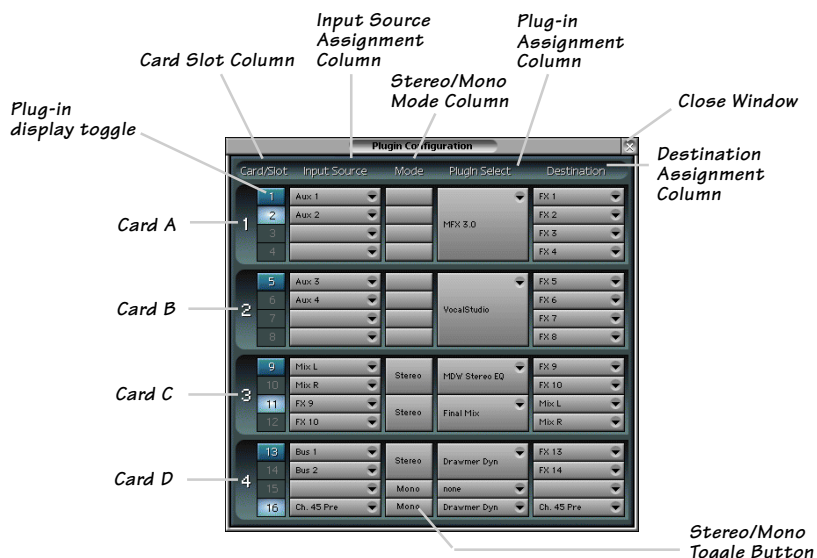 Input Source
Assignment
Column
Plug-in
Assignment
Column
Card Slot Column
Stereo/Mono
Mode Column
Plug-in
display toggle
Close Window
Destination
Assignment
Column
Plugin Configuration
Card/Slot Input Source Mode PlugIn Select Destination
Card A
1
1 Aux 1 FX 1
2 Aux 2 FX 2
MFX 3.0
3 FX 3
4 FX 4
Card B
2
5 Aux 3 FX 5
6 Aux 4 FX 6
VocalStudio
7 FX 7
8 FX 8
Card C
3
9 Mix L FX 9
Stereo MDW Stereo EQ
10 Mix R FX 10
11 FX 9 Mix L
Stereo Final Mix
12 FX 10 Mix R
Card D
4
13 Bus 1 FX 13
Stereo Drawmer Dyn
14 Bus 2 FX 14
15 Mono none
16 Ch. 45 Pre Mono Drawmer Dyn Ch. 45 Pre
Stereo/Mono
Toggle Button